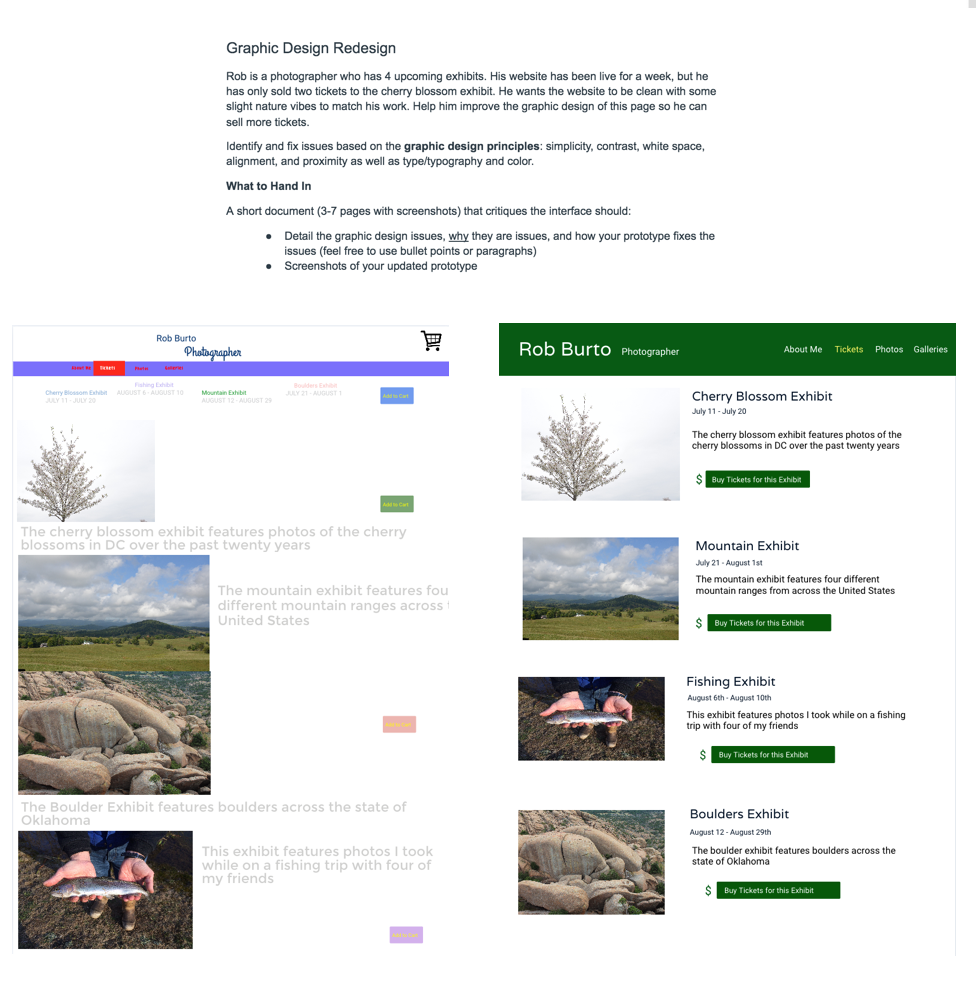 Graphic Design Redesign
Rob is a photographer who has 4 upcoming exhibits. His website has been live for a week, but he
has only sold two tickets to the cherry blossom exhibit. He wants the website to be clean with some
slight nature vibes to match his work. Help him improve the graphic design of this page so he can
sell more tickets.
Identify and fix issues based on the graphic design principles: simplicity, contrast, white space,
alignment, and proximity as well as type/typography and color.
What to Hand In
A short document (3-7 pages with screenshots) that critiques the interface should:
● Detail the graphic design issues, why they are issues, and how your prototype fixes the
issues (feel free to use bullet points or paragraphs)
● Screenshots of your updated prototype
Rob Burto
Photographer
About Me Tickets Photos Galleries
Fishing Exhibit
AUGUST 6 - AUGUST 10
Boulders Exhibit
JULY 21 - AUGUST 1
Cherry Blossom Exhibit
JULY 11 - JULY 20
Mountain Exhibit
AUGUST 12 - AUGUST 29
Add to Cart
Add to Cart
The cherry blossom exhibit features photos of the cherry
blossoms in DC over the past twenty years
The mountain exhibit features fou
different mountain ranges across
United States
Add to Cart
The Boulder Exhibit features boulders across the state of
Oklahoma
This exhibit features photos I took
while on a fishing trip with four of
my friends
Add to Cart
Rob Burto Photographer
About Me Tickets Photos Galleries
Cherry Blossom Exhibit
July 11 - July 20
The cherry blossom exhibit features photos of the
cherry blossoms in DC over the past twenty years
$ Buy Tickets for this Exhibit
Mountain Exhibit
July 21 - August 1st
The mountain exhibit features four different
mountain ranges from across the United States
$ Buy Tickets for this Exhibit
Fishing Exhibit
August 6th - August 10th
This exhibit features photos I took while on a fishing
trip with four of my friends
$ Buy Tickets for this Exhibit
Boulders Exhibit
August 12 - August 29th
The boulder exhibit features boulders across the
state of Oklahoma
$ Buy Tickets for this Exhibit